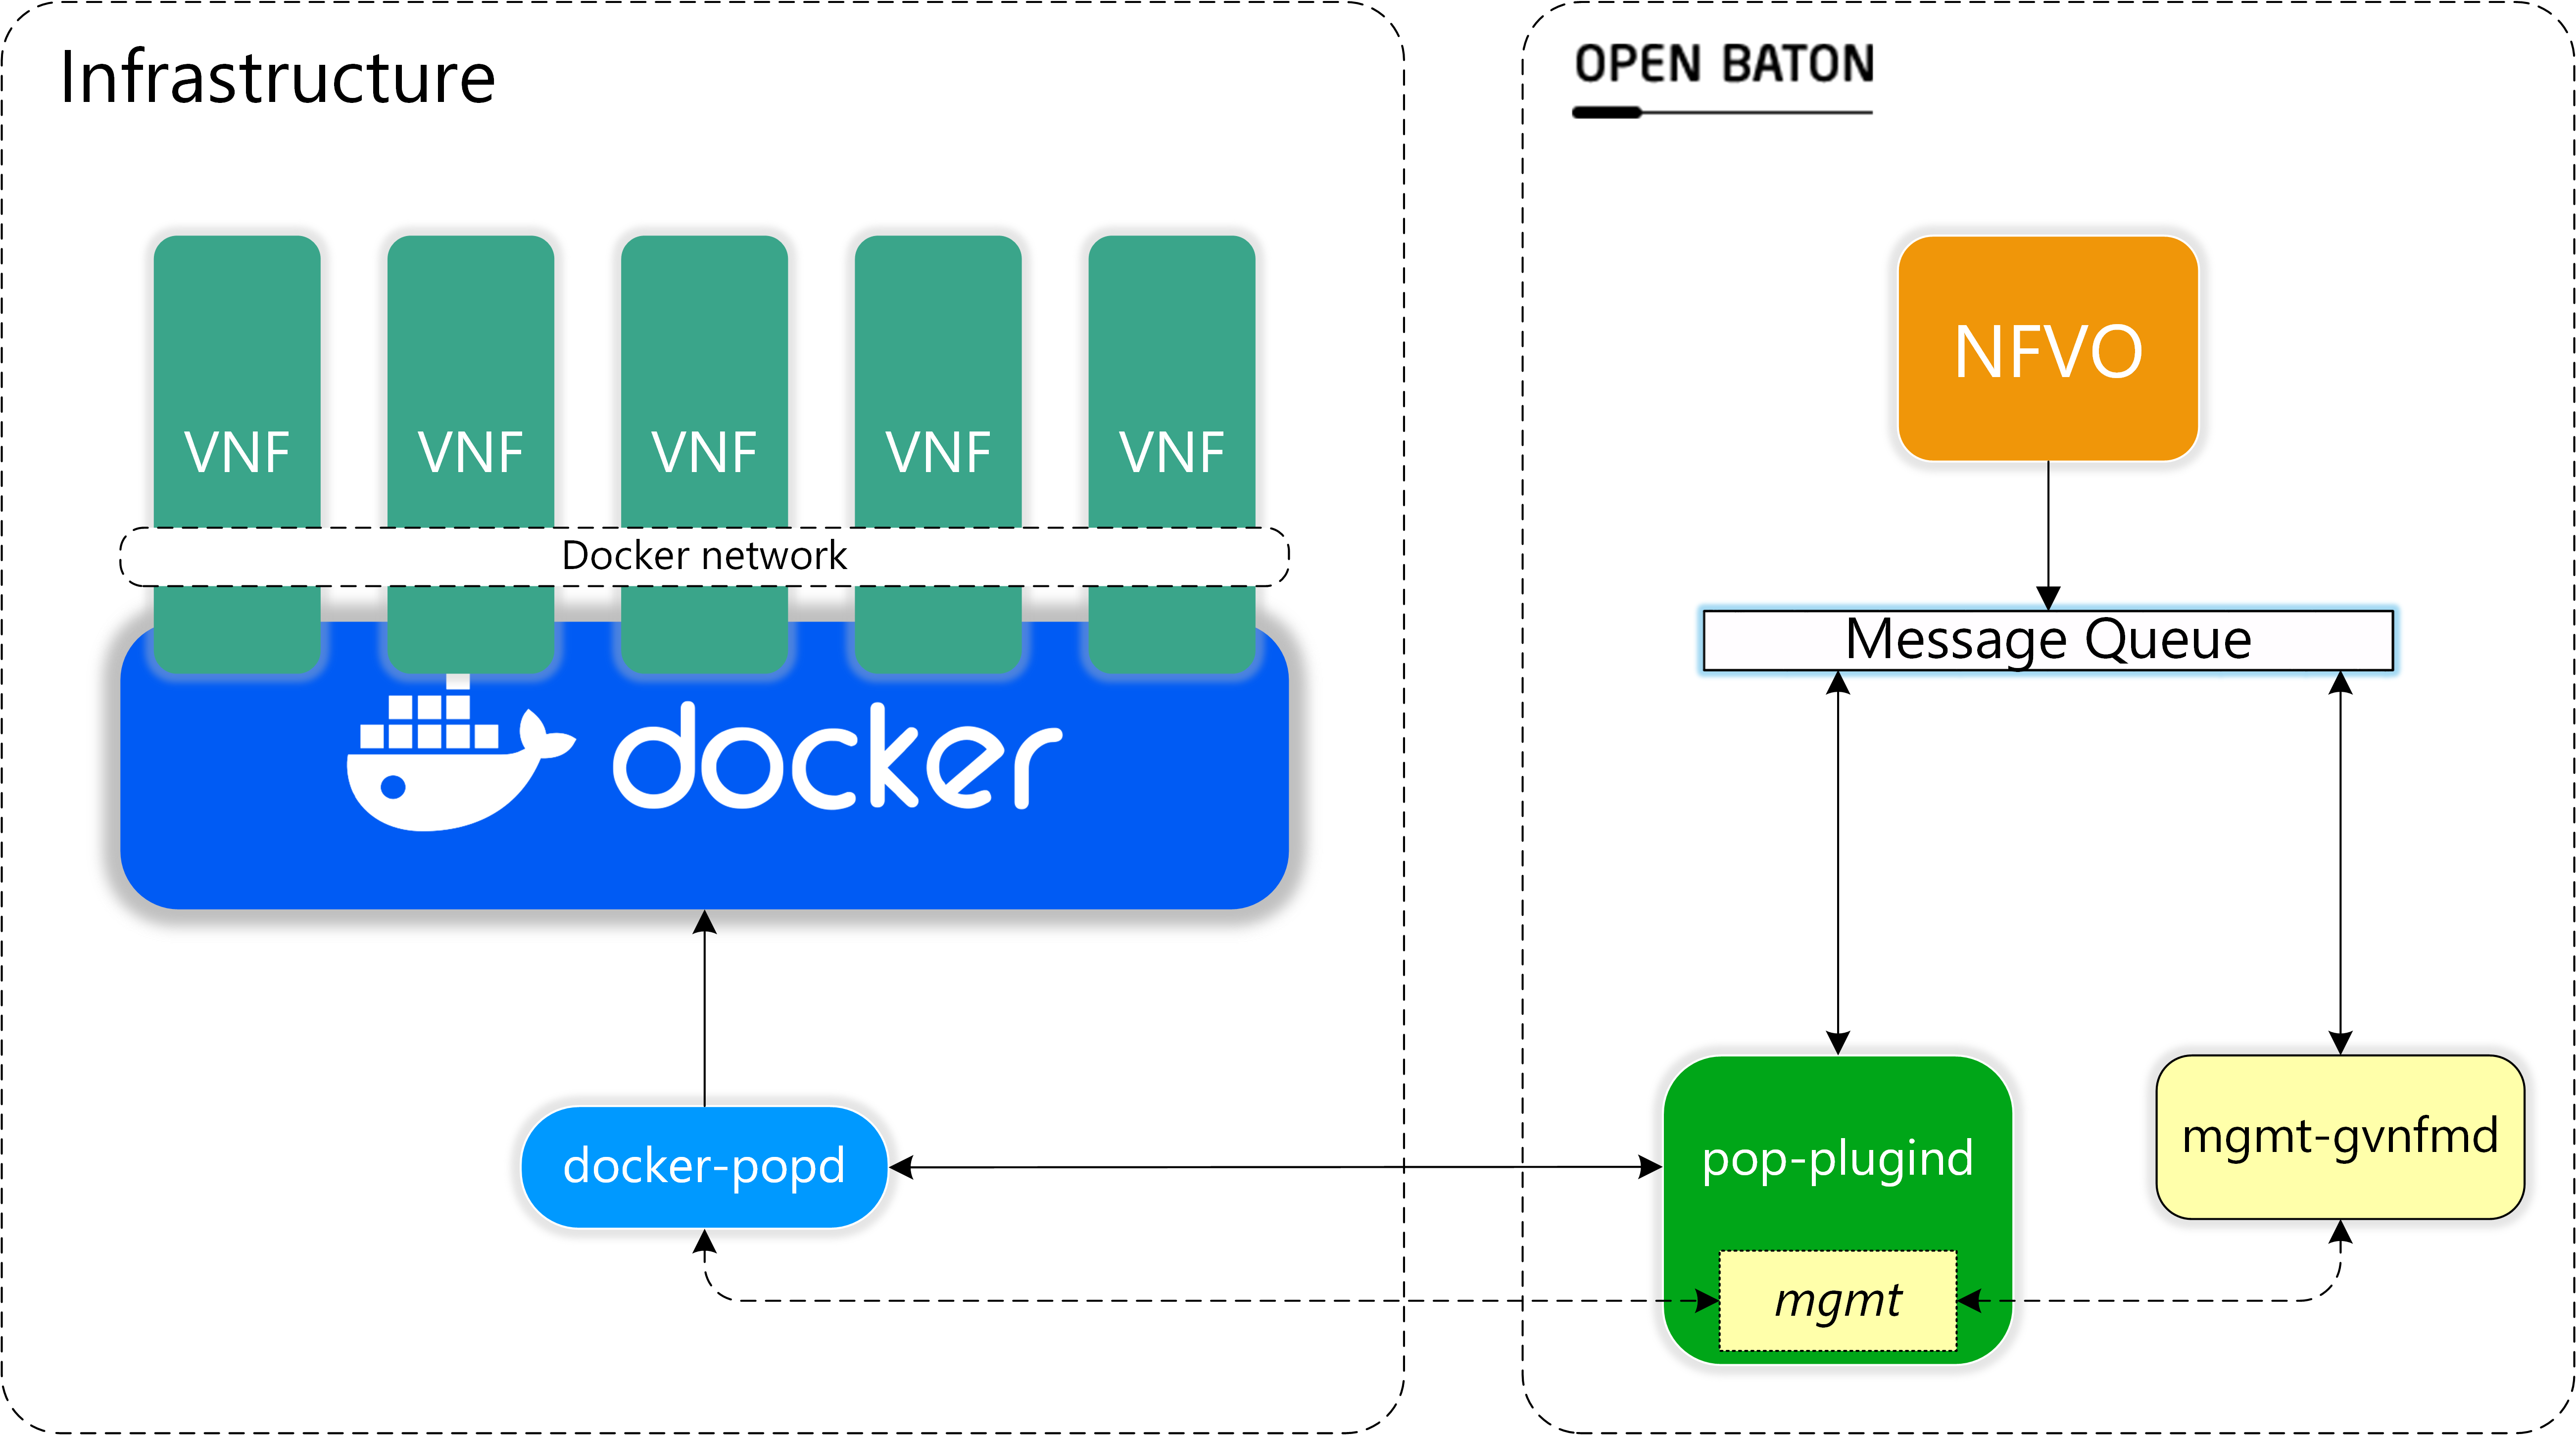 Infrastructure
VNF
VNF
VNF
VNF
VNF
Docker network
docker
docker-popd
OPEN BATON
NFVO
Message Queue
pop-plugind
mgmt
mgmt-gvnfmd